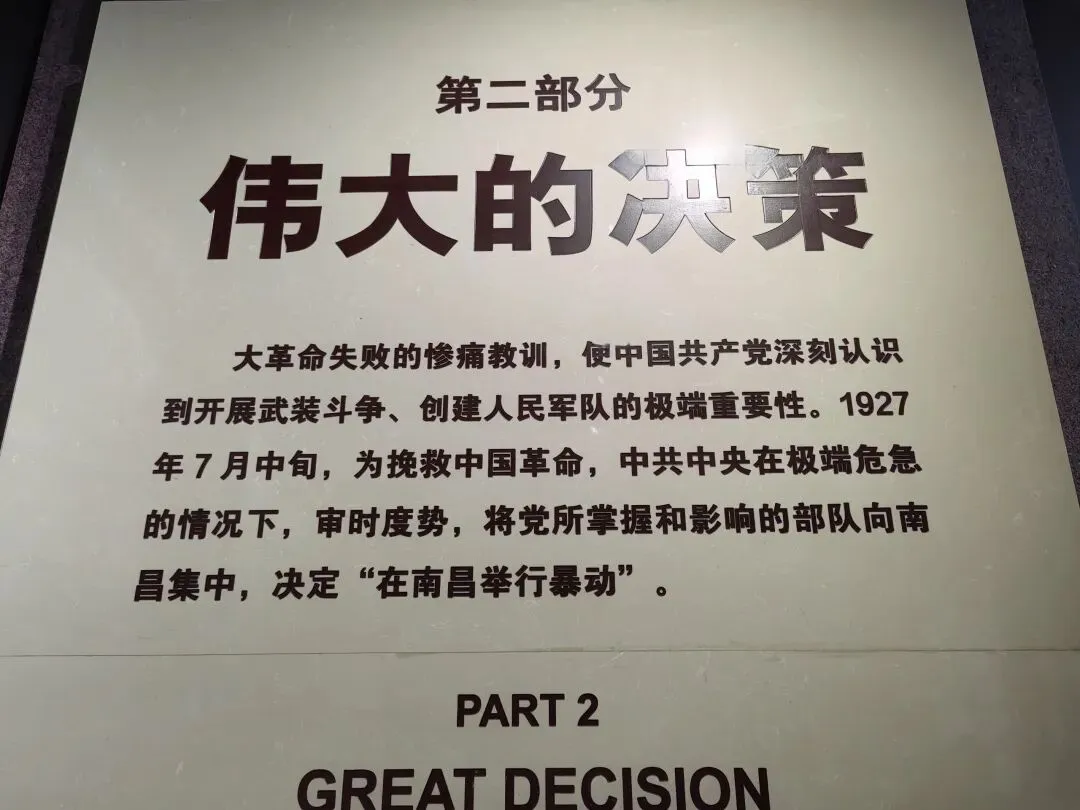 第二部分
伟大的决策
大革命失败的惨痛教训，使中国共产党深刻认识
到开展武装斗争、创建人民军队的极端重要性。1927
年7月中旬，为挽救中国革命，中共中央在极端危急
的情况下，审时度势，将党所掌握和影响的部队向南
昌集中，决定“在南昌举行暴动”。
PART 2
GREAT DECISION